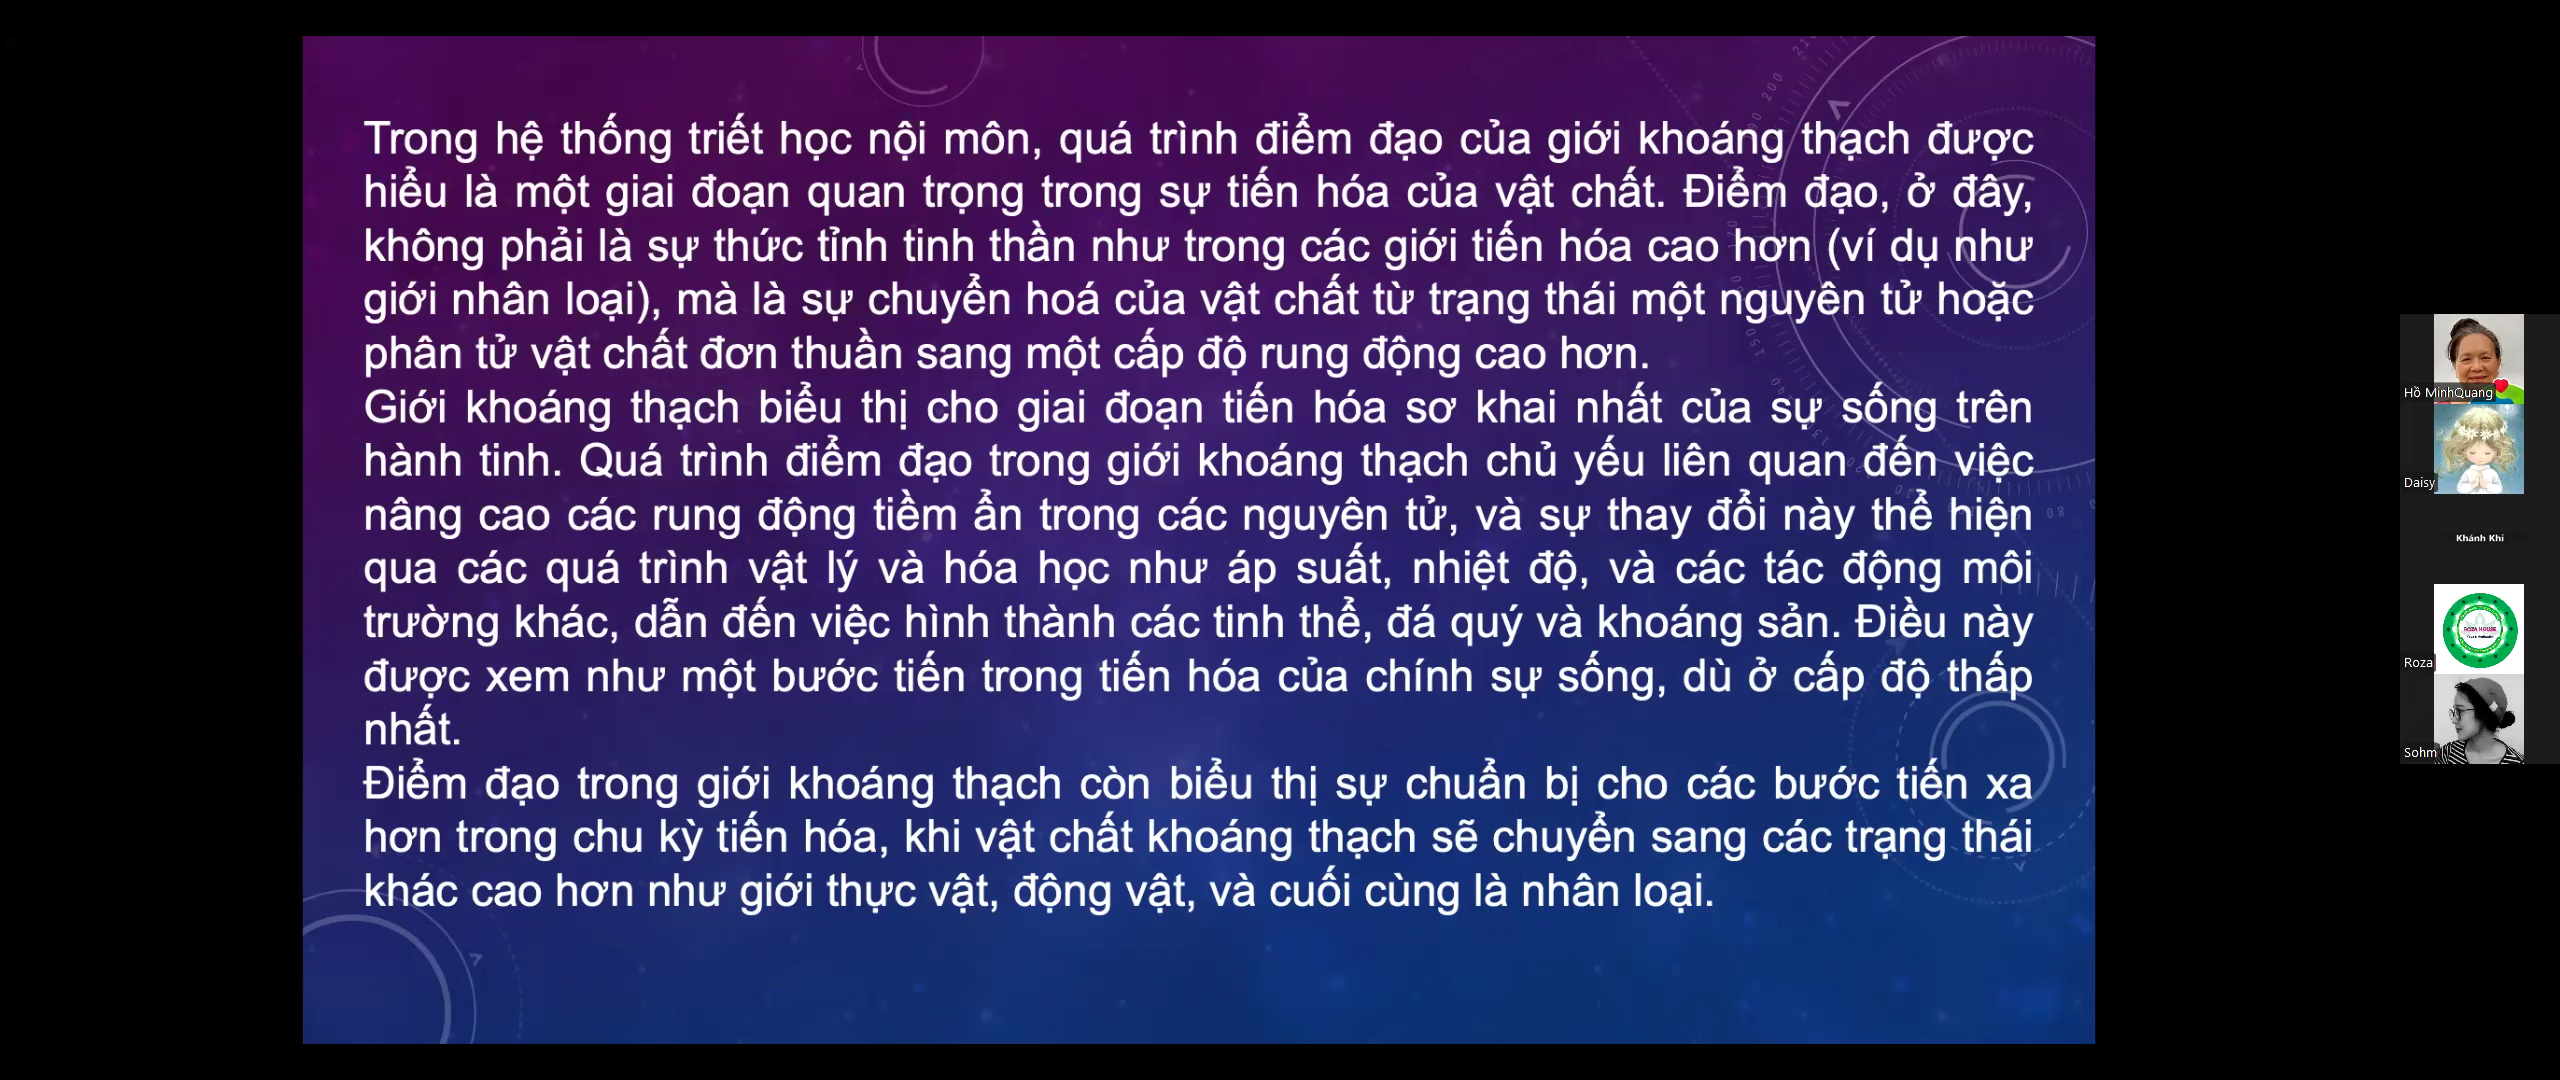 Trong hệ thống triết học nội môn, quá trình điểm đạo của giới khoáng thạch được
hiểu là một giai đoạn quan trọng trong sự tiến hóa của vật chất. Điểm đạo, ở đây,
không phải là sự thức tỉnh tinh thần như trong các giới tiến hóa cao hơn (ví dụ như
giới nhân loại), mà là sự chuyển hoá của vật chất từ trạng thái một nguyên tử hoặc
phân tử vật chất đơn thuần sang một cấp độ rung động cao hơn.
Giới khoáng thạch biểu thị cho giai đoạn tiến hóa sơ khai nhất của sự sống trên
hành tinh. Quá trình điểm đạo trong giới khoáng thạch chủ yếu liên quan đến việc
nâng cao các rung động tiềm ẩn trong các nguyên tử, và sự thay đổi này thể hiện
qua các quá trình vật lý và hóa học như áp suất, nhiệt độ, và các tác động môi
trường khác, dẫn đến việc hình thành các tinh thể, đá quý và khoáng sản. Điều này
được xem như một bước tiến trong tiến hóa của chính sự sống, dù ở cấp độ thấp
nhất.
Điểm đạo trong giới khoáng thạch còn biểu thị sự chuẩn bị cho các bước tiến xa
hơn trong chu kỳ tiến hóa, khi vật chất khoáng thạch sẽ chuyển sang các trạng thái
khác cao hơn như giới thực vật, động vật, và cuối cùng là nhân loại.
Hồ MinhQuang
Daisy
Khánh Khi
ROZA HOUSE
Roza
Sohm